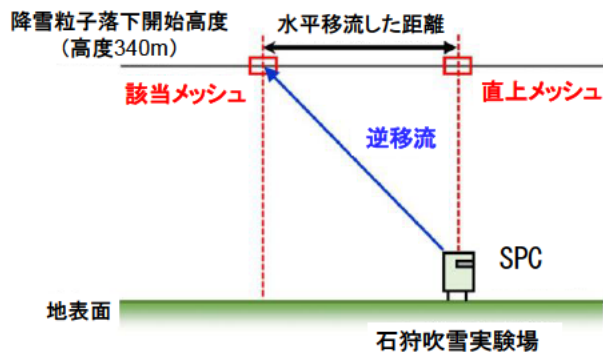 降雪粒子落下開始高度
（高度340m）
水平移流した距離
該当メッシュ
直上メッシュ
逆移流
SPC
地表面
石狩吹雪実験場